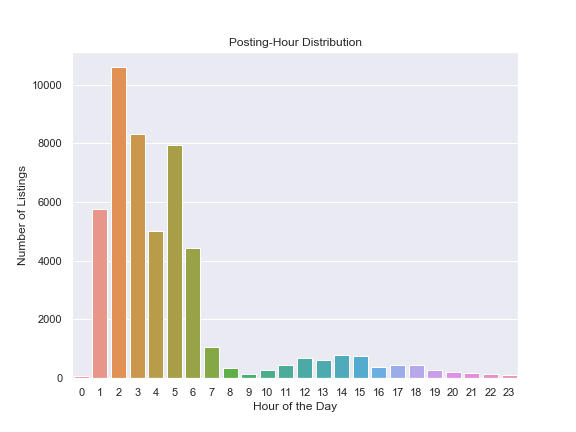 Posting-Hour Distribution
Number of Listings
10000
8000
6000
4000
2000
0
0 1 2 3 4 5 6 7 8 9 10 11 12 13 14 15 16 17 18 19 20 21 22 23
Hour of the Day